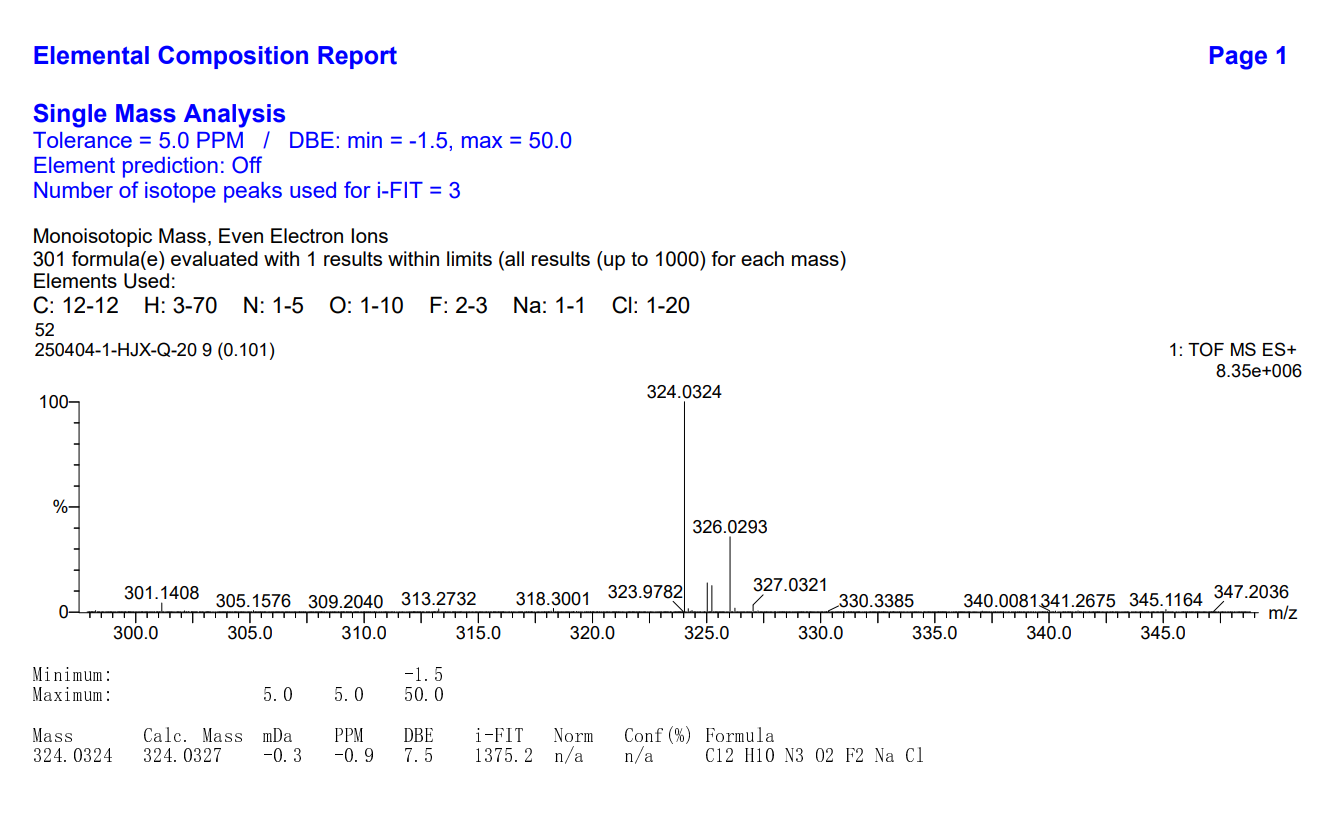 Elemental Composition Report Page 1
Single Mass Analysis
Tolerance = 5.0 PPM / DBE: min = -1.5, max = 50.0
Element prediction: Off
Number of isotope peaks used for i-FIT = 3
Monoisotopic Mass, Even Electron Ions
301 formula(e) evaluated with 1 results within limits (all results (up to 1000) for each mass)
Elements Used:
C: 12-12 H: 3-70 N: 1-5 O: 1-10 F: 2-3 Na: 1-1 Cl: 1-20
52
250404-1-HJX-Q-20 9 (0.101) 1: TOF MS ES+
8.35e+006
324.0324
100
%
326.0293
301.1408 305.1576 309.2040 313.2732 318.3001 323.9782 327.0321 330.3385 340.0081 341.2675 345.1164 347.2036
0
m/z
300.0 305.0 310.0 315.0 320.0 325.0 330.0 335.0 340.0 345.0
Minimum: -1.5
Maximum: 5.0 5.0 50.0
Mass Calc. Mass mDa PPM DBE i-FIT Norm Conf(%) Formula
324.0324 324.0327 -0.3 -0.9 7.5 1375.2 n/a n/a C12 H10 N3 O2 F2 Na Cl